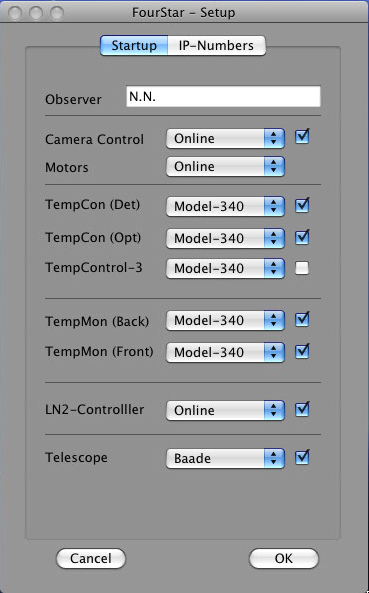 FourStar - Setup
Startup IP-Numbers
Observer N.N.
Camera Control Online
Motors Online
TempCon (Det) Model-340
TempCon (Opt) Model-340
TempControl-3 Model-340
TempMon (Back) Model-340
TempMon (Front) Model-340
LN2-Controlller Online
Telescope Baade
Cancel OK